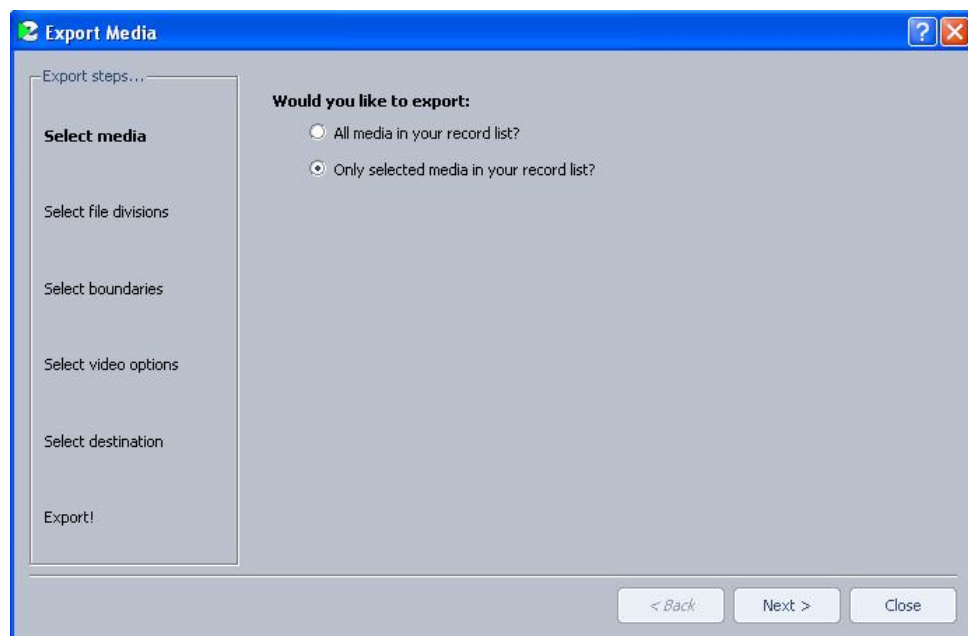 Export Media
Export steps...
Select media
Select file divisions
Select boundaries
Select video options
Select destination
Export!
Would you like to export:
All media in your record list?
Only selected media in your record list?
< Back
Next >
Close